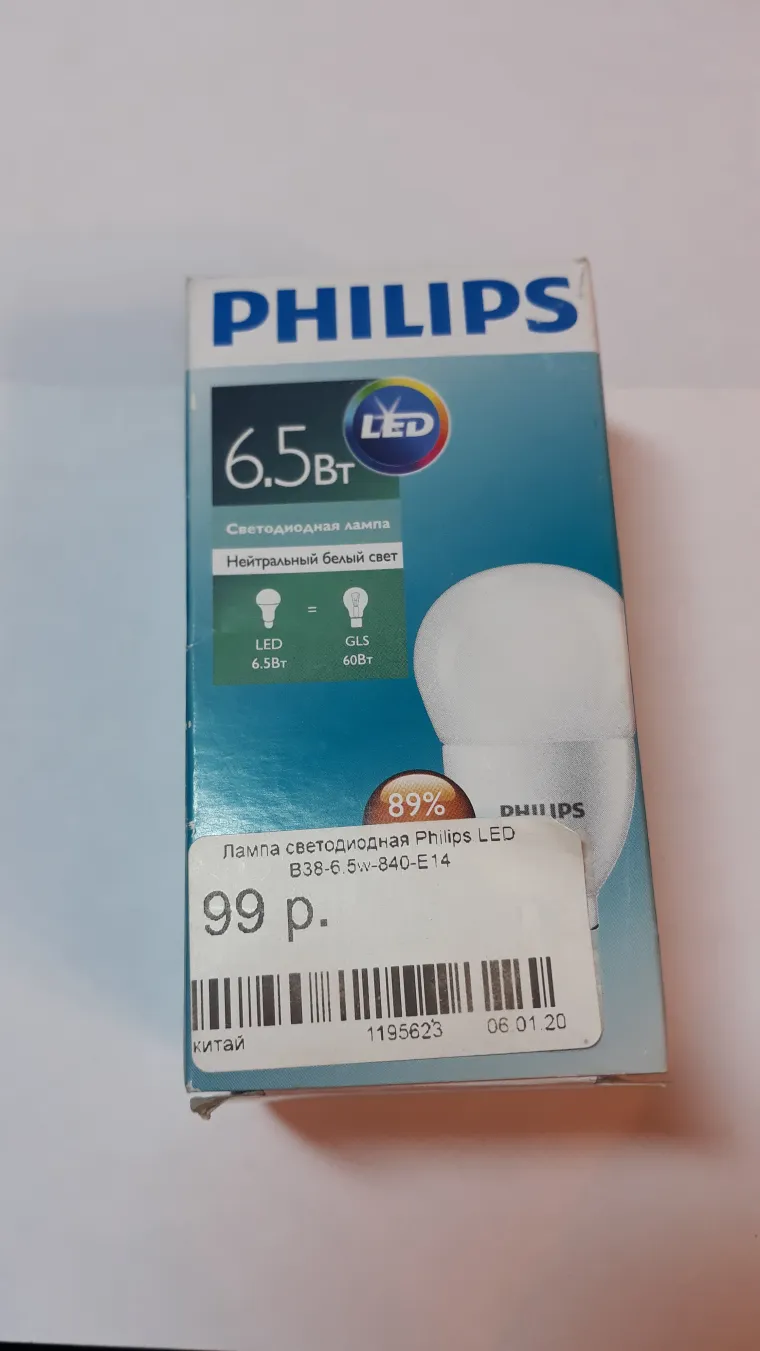 PHILIPS
LED
6.5Вт
Светодиодная лампа
Нейтральный белый свет
=
LED
GLS
6.5Вт
60Вт
89%
PHILIPS
Лампа светодиодная Philips LED
B38-6.5w-840-E14
99 р.
китай
1195623
06.01.20